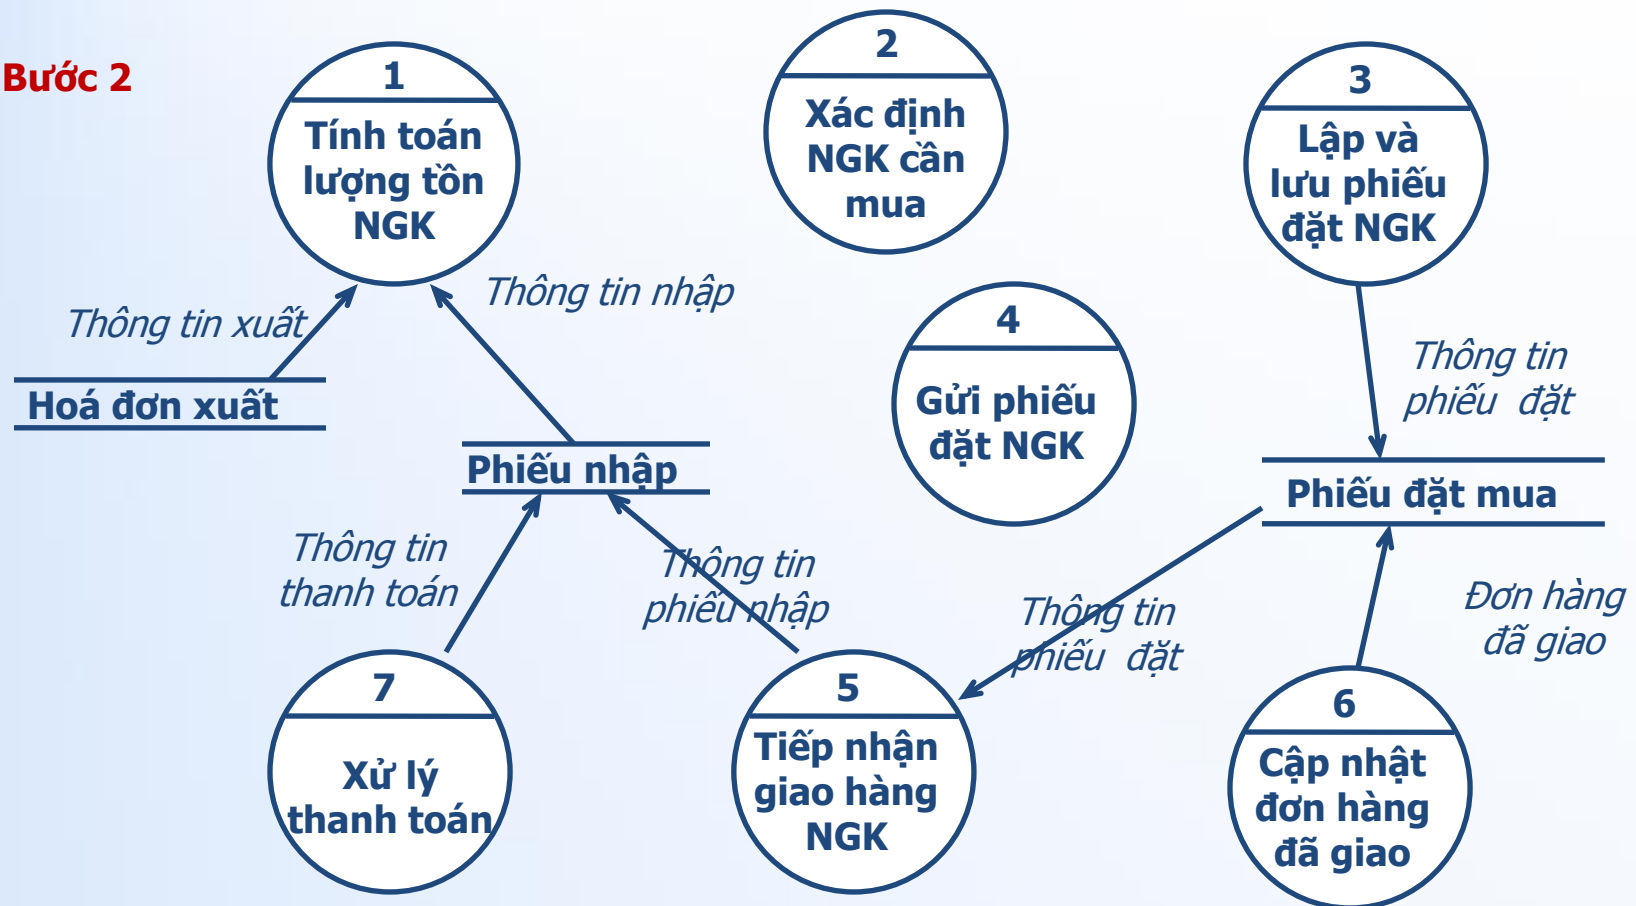 Bước 2
1
Tính toán
lượng tồn
NGK
2
Xác định
NGK cần
mua
3
Lập và
lưu phiếu
đặt NGK
Thông tin xuất
Thông tin nhập
4
Gửi phiếu
đặt NGK
Thông tin
phiếu đặt
Hoá đơn xuất
Phiếu nhập
Phiếu đặt mua
Thông tin
thanh toán
Thông tin
phiếu nhập
Thông tin
phiếu đặt
Đơn hàng
đã giao
7
Xử lý
thanh toán
5
Tiếp nhận
giao hàng
NGK
6
Cập nhật
đơn hàng
đã giao